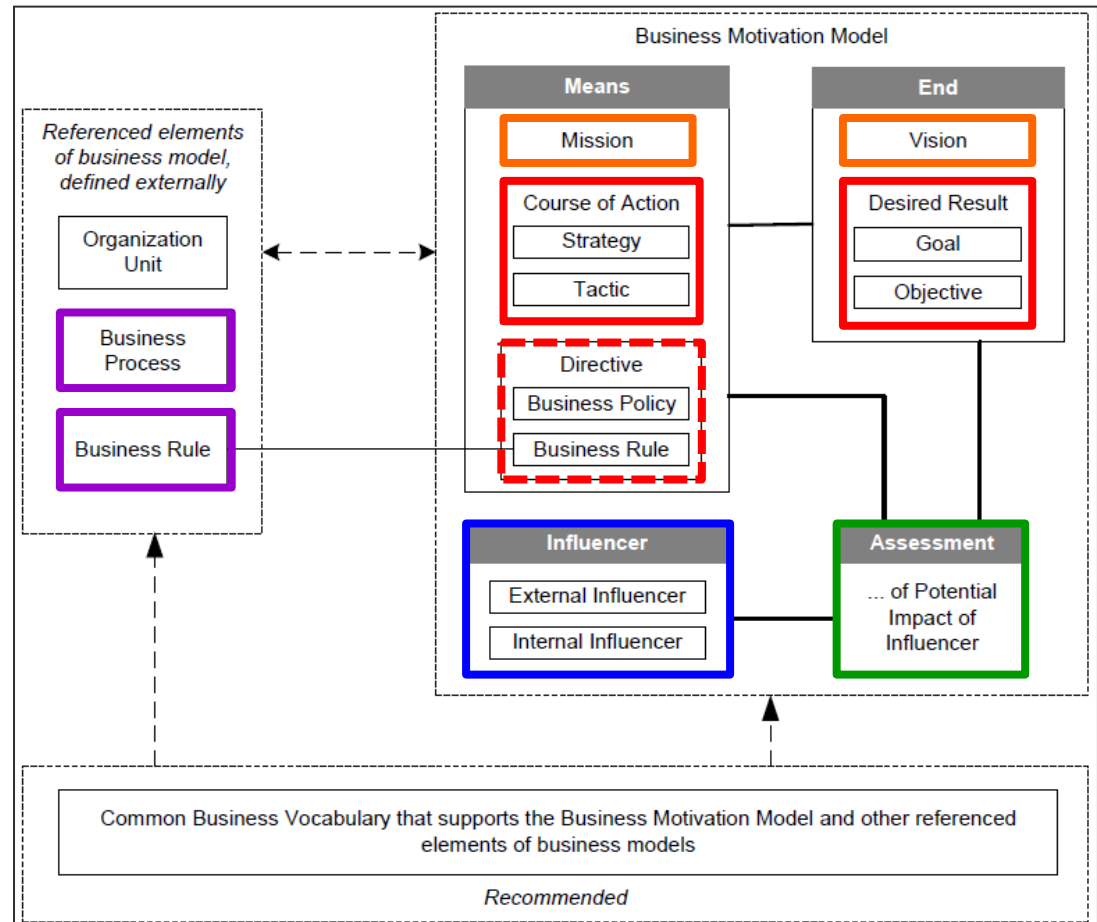 Business Motivation Model
Means
Mission
Course of Action
Strategy
Tactic
Directive
Business Policy
Business Rule
End
Vision
Desired Result
Goal
Objective
Referenced elements
of business model,
defined externally
Organization
Unit
Business
Process
Business Rule
Influencer
External Influencer
Internal Influencer
Assessment
... of Potential
Impact of
Influencer
Common Business Vocabulary that supports the Business Motivation Model and other referenced
elements of business models
Recommended